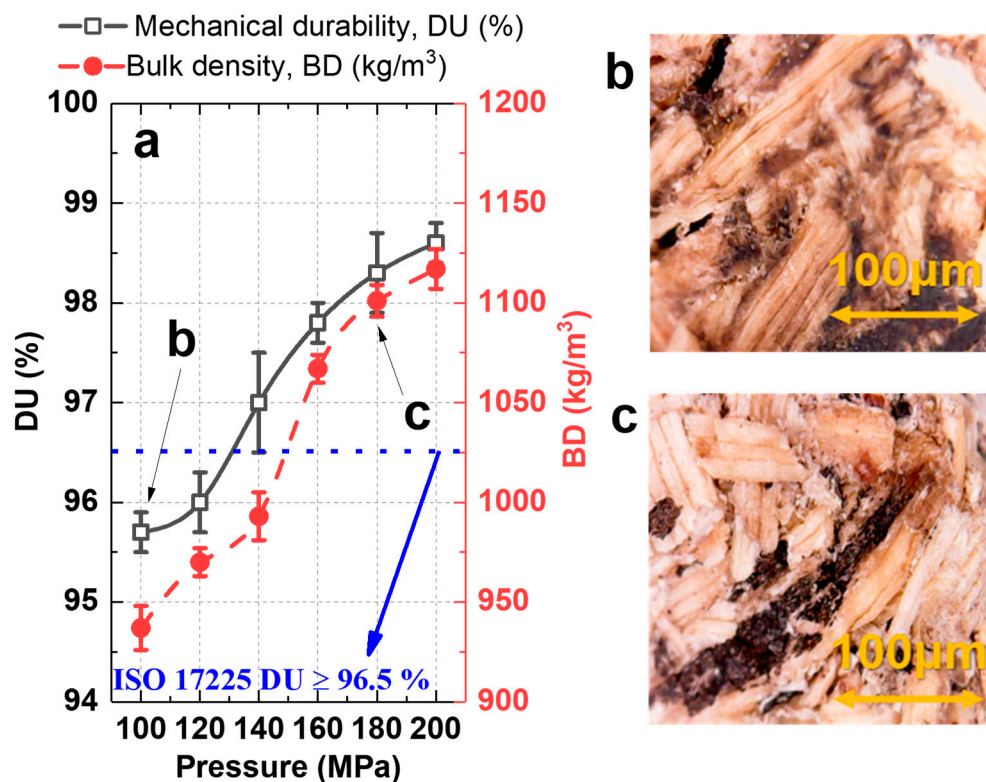 Mechanical durability, DU (%)
Bulk density, BD (kg/m³)
a
b
c
DU (%)
100
99
98
97
96
95
94
BD (kg/m³)
1200
1150
1100
1050
1000
950
900
ISO 17225 DU ≥ 96.5 %
100 120 140 160 180 200
Pressure (MPa)
b
100μm
c
100μm